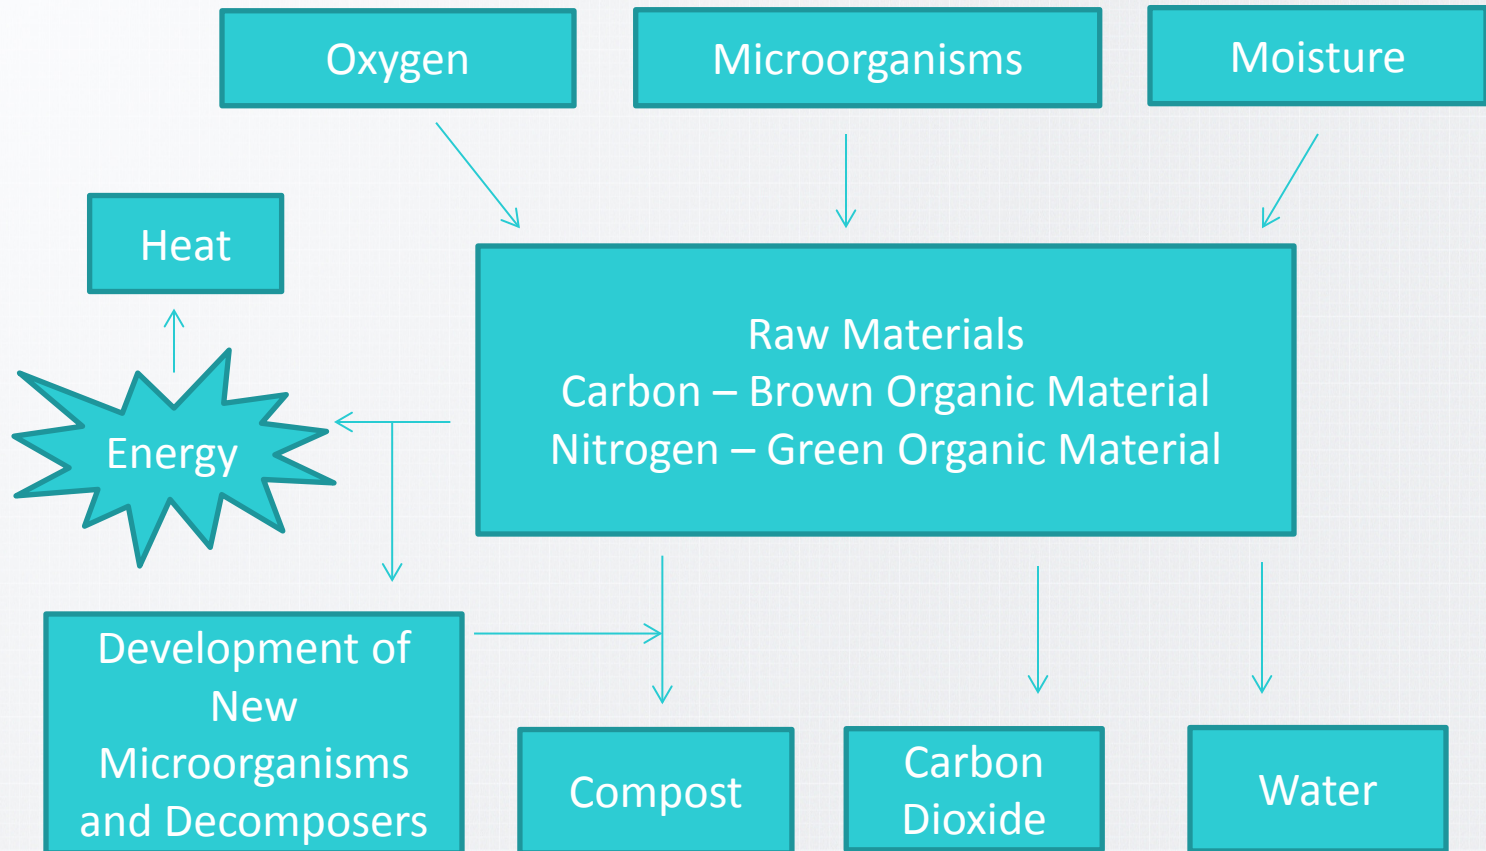 Oxygen
Microorganisms
Moisture
Heat
Raw Materials
Carbon – Brown Organic Material
Nitrogen – Green Organic Material
Energy
Development of
New
Microorganisms
and Decomposers
Compost
Carbon
Dioxide
Water